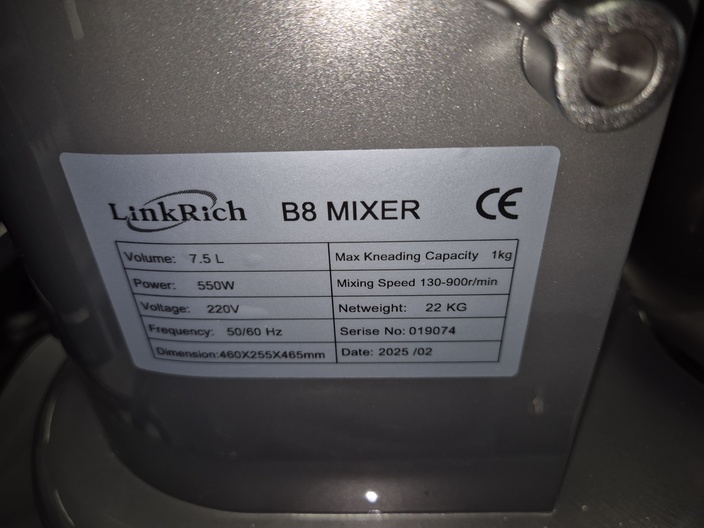 LinkRich B8 MIXER CE
Volume: 7.5 L Max Kneading Capacity 1kg
Power: 550W Mixing Speed 130-900r/min
Voltage: 220V Netweight: 22 KG
Frequency: 50/60 Hz Serise No: 019074
Dimension:460X255X465mm Date: 2025 /02